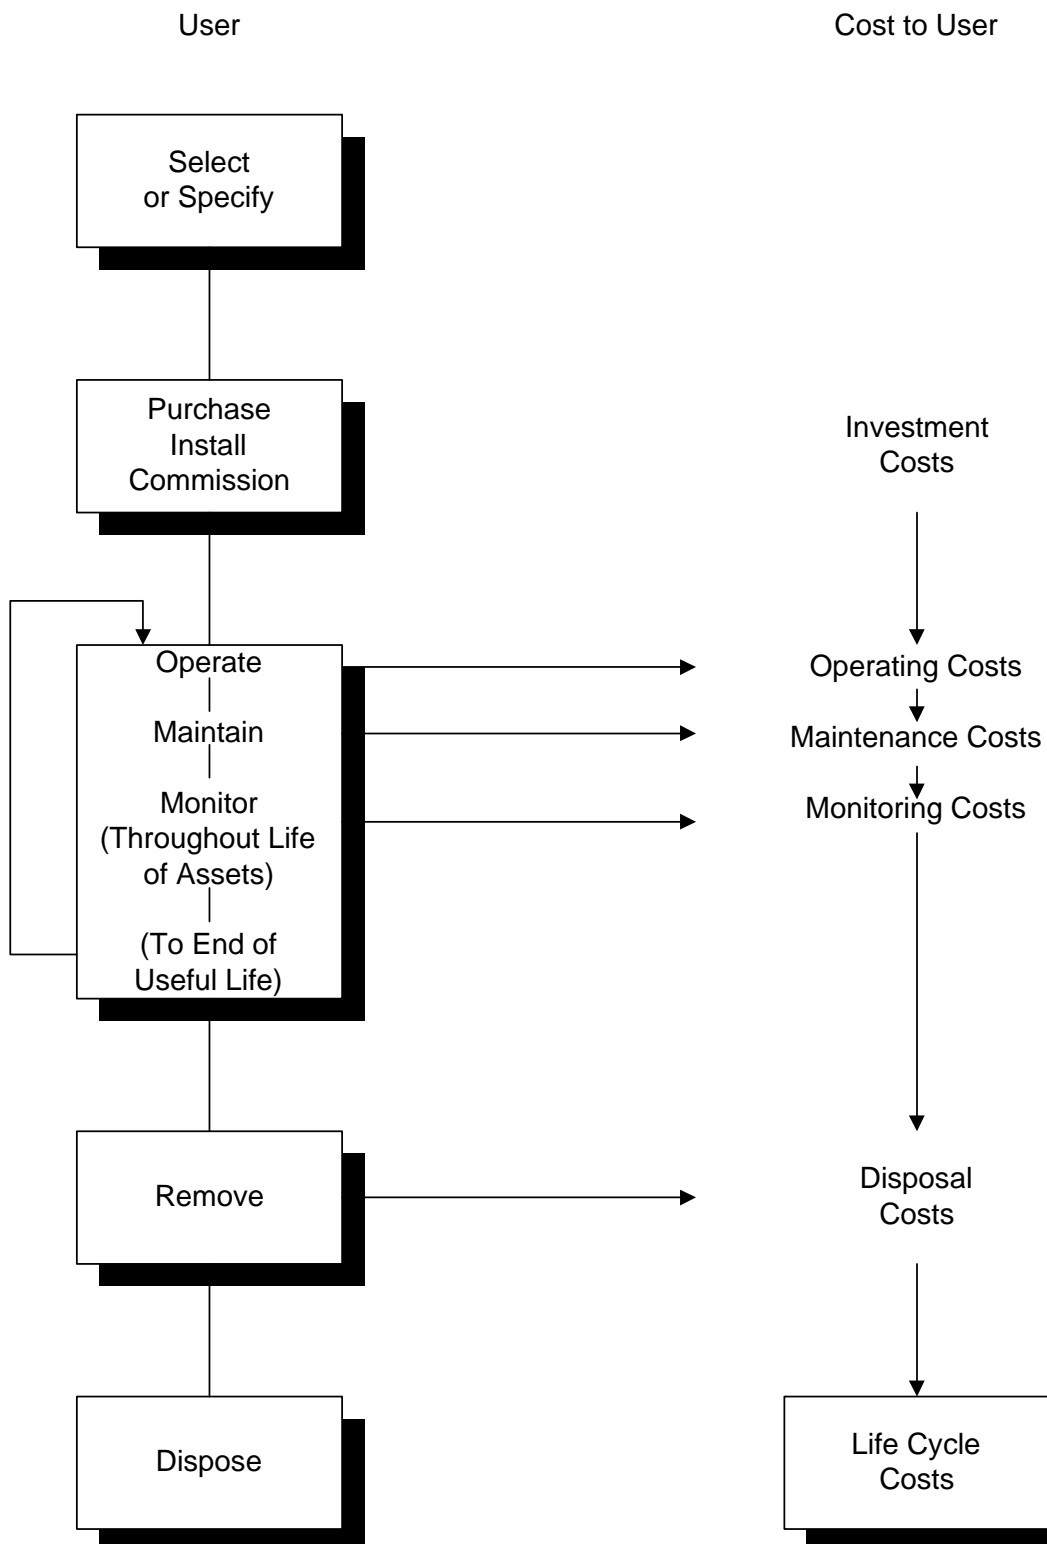 User
Cost to User
Select
or Specify
Purchase
Install
Commission
Investment
Costs
Operate
Operating Costs
Maintain
Maintenance Costs
Monitor
(Throughout Life
of Assets)
Monitoring Costs
(To End of
Useful Life)
Remove
Disposal
Costs
Dispose
Life Cycle
Costs